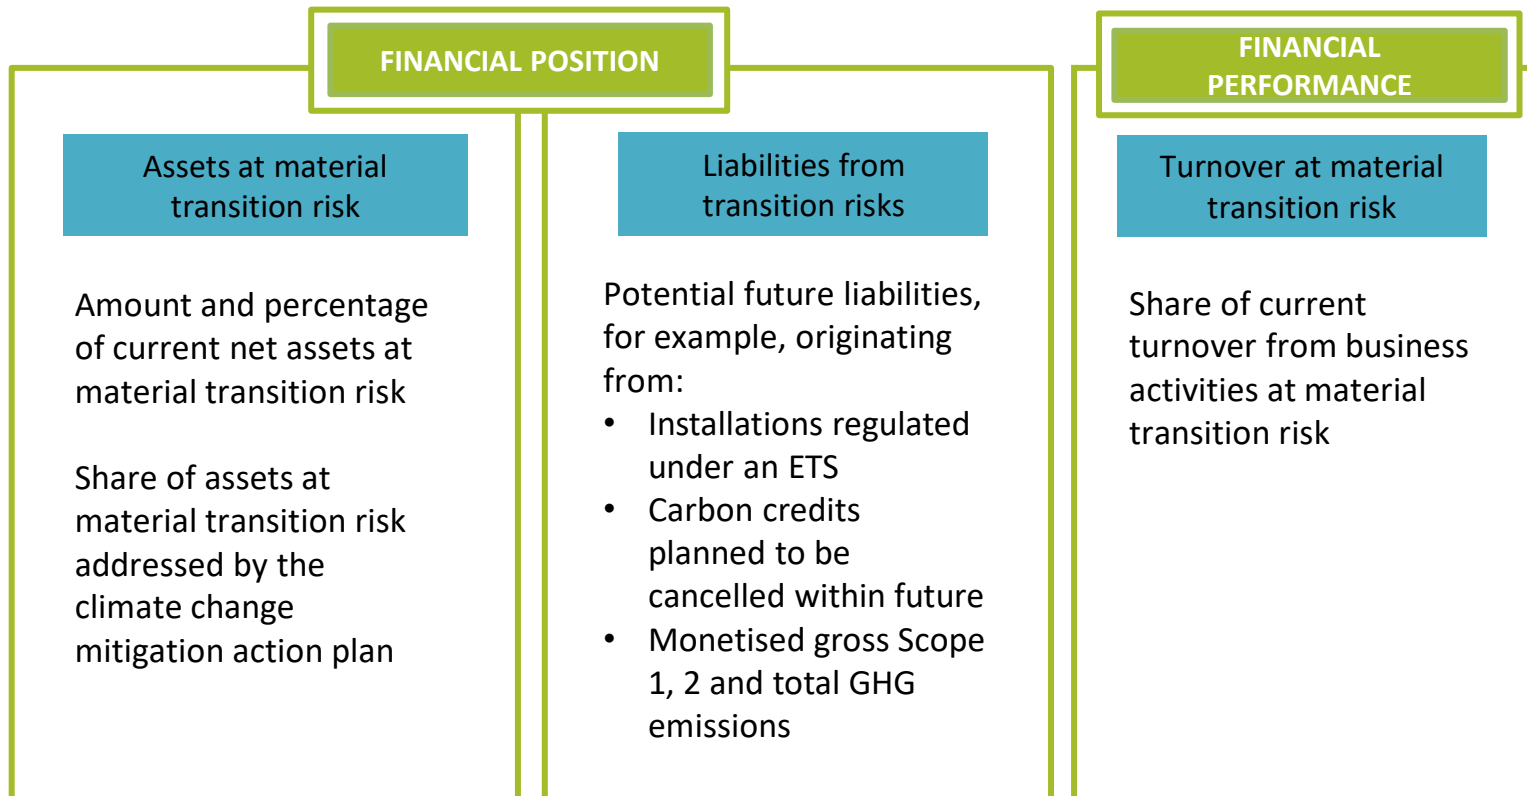 FINANCIAL POSITION
Assets at material
transition risk
Amount and percentage
of current net assets at
material transition risk
Share of assets at
material transition risk
addressed by the
climate change
mitigation action plan
Liabilities from
transition risks
Potential future liabilities,
for example, originating
from:
• Installations regulated
under an ETS
• Carbon credits
planned to be
cancelled within future
• Monetised gross Scope
1, 2 and total GHG
emissions
FINANCIAL
PERFORMANCE
Turnover at material
transition risk
Share of current
turnover from business
activities at material
transition risk